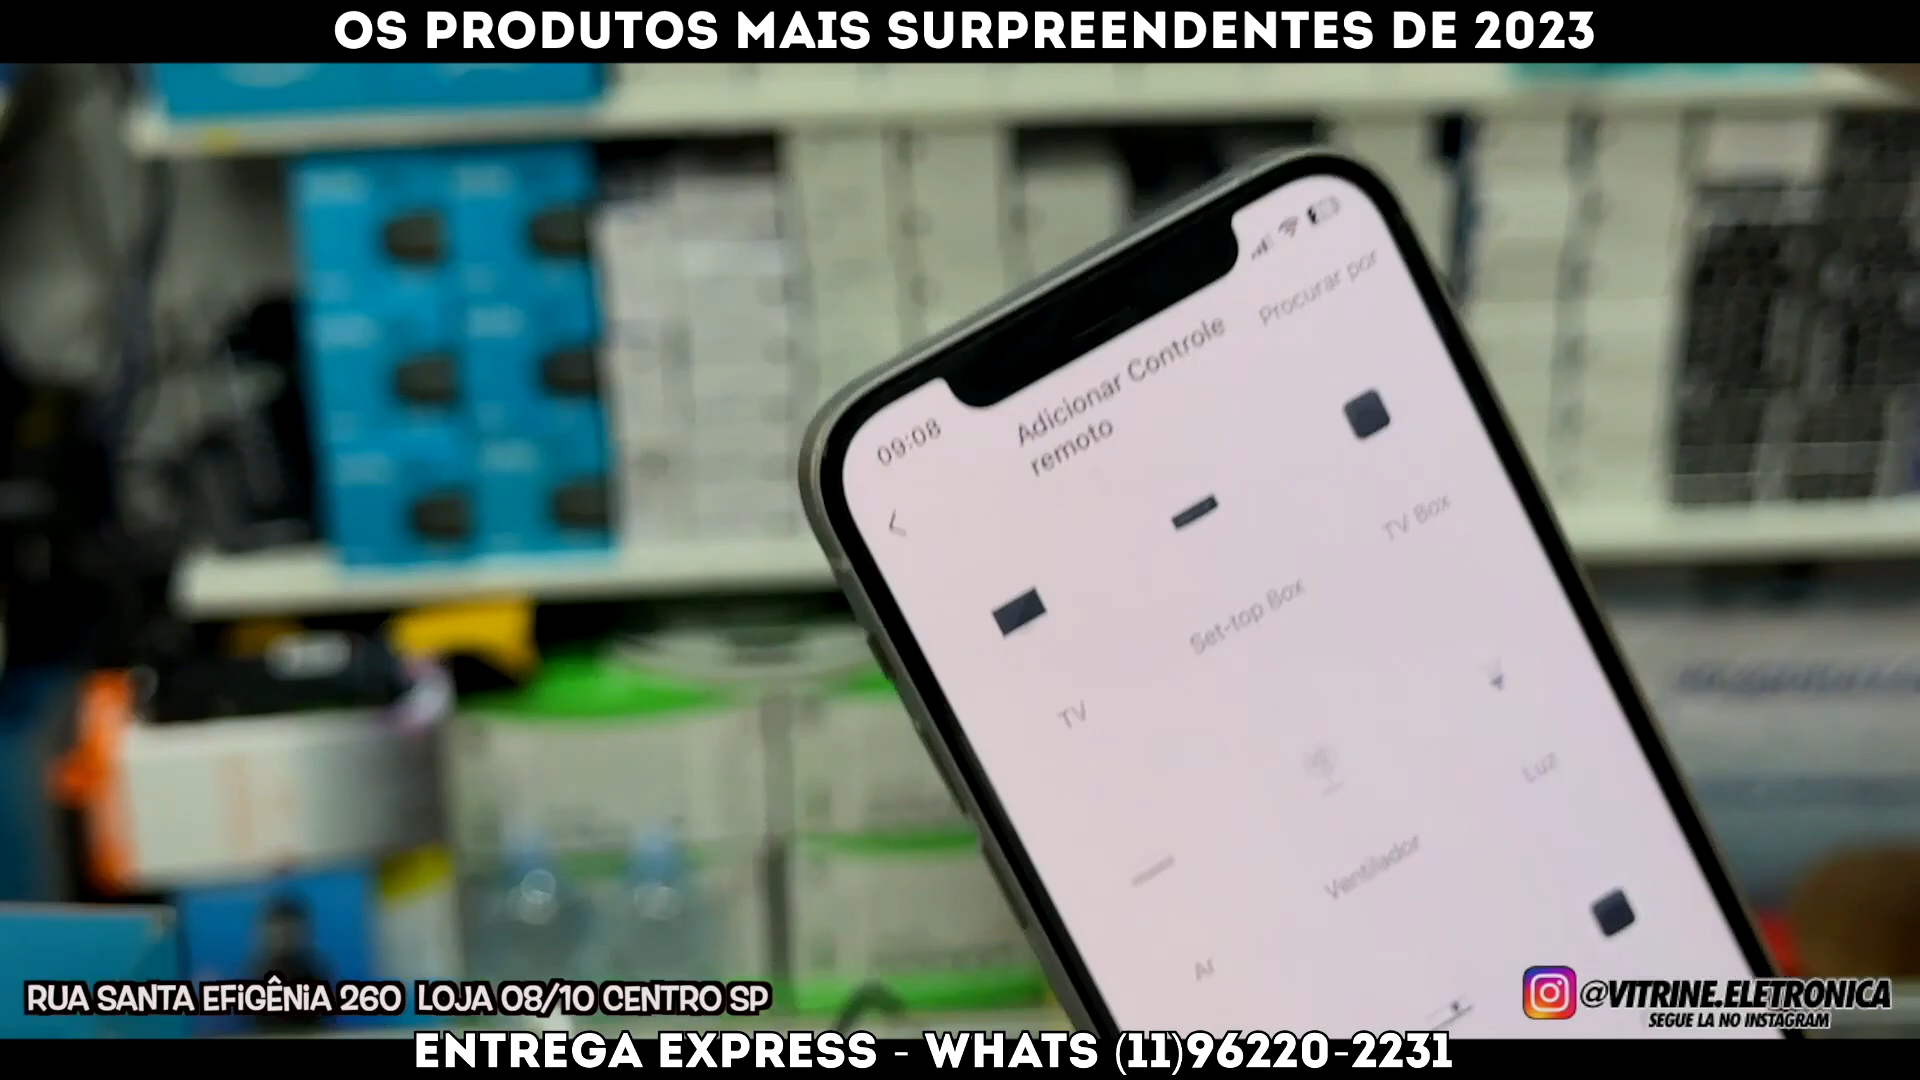 OS PRODUTOS MAIS SURPREENDENTES DE 2023
09:08
Adicionar Controle
remoto
Procurar por
TV
Set-top Box
TV Box
Ar
Ventilador
Luz
RUA SANTA EFiGÊNiA 260 LOJA 08/10 CENTRO SP
@VITRINE.ELETRONICA
SEGUE LA NO INSTAGRAM
ENTREGA EXPRESS - WHATS (11)96220-2231